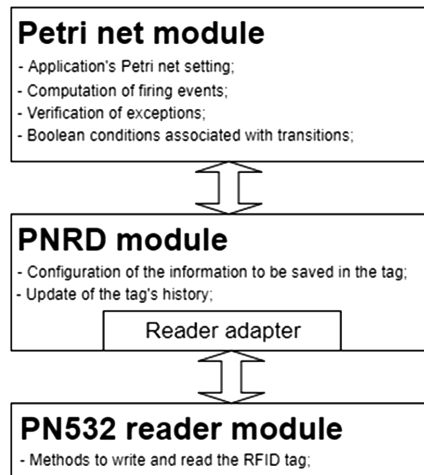 Petri net module
- Application's Petri net setting;
- Computation of firing events;
- Verification of exceptions;
- Boolean conditions associated with transitions;
PNRD module
- Configuration of the information to be saved in the tag;
- Update of the tag's history;
Reader adapter
PN532 reader module
- Methods to write and read the RFID tag;